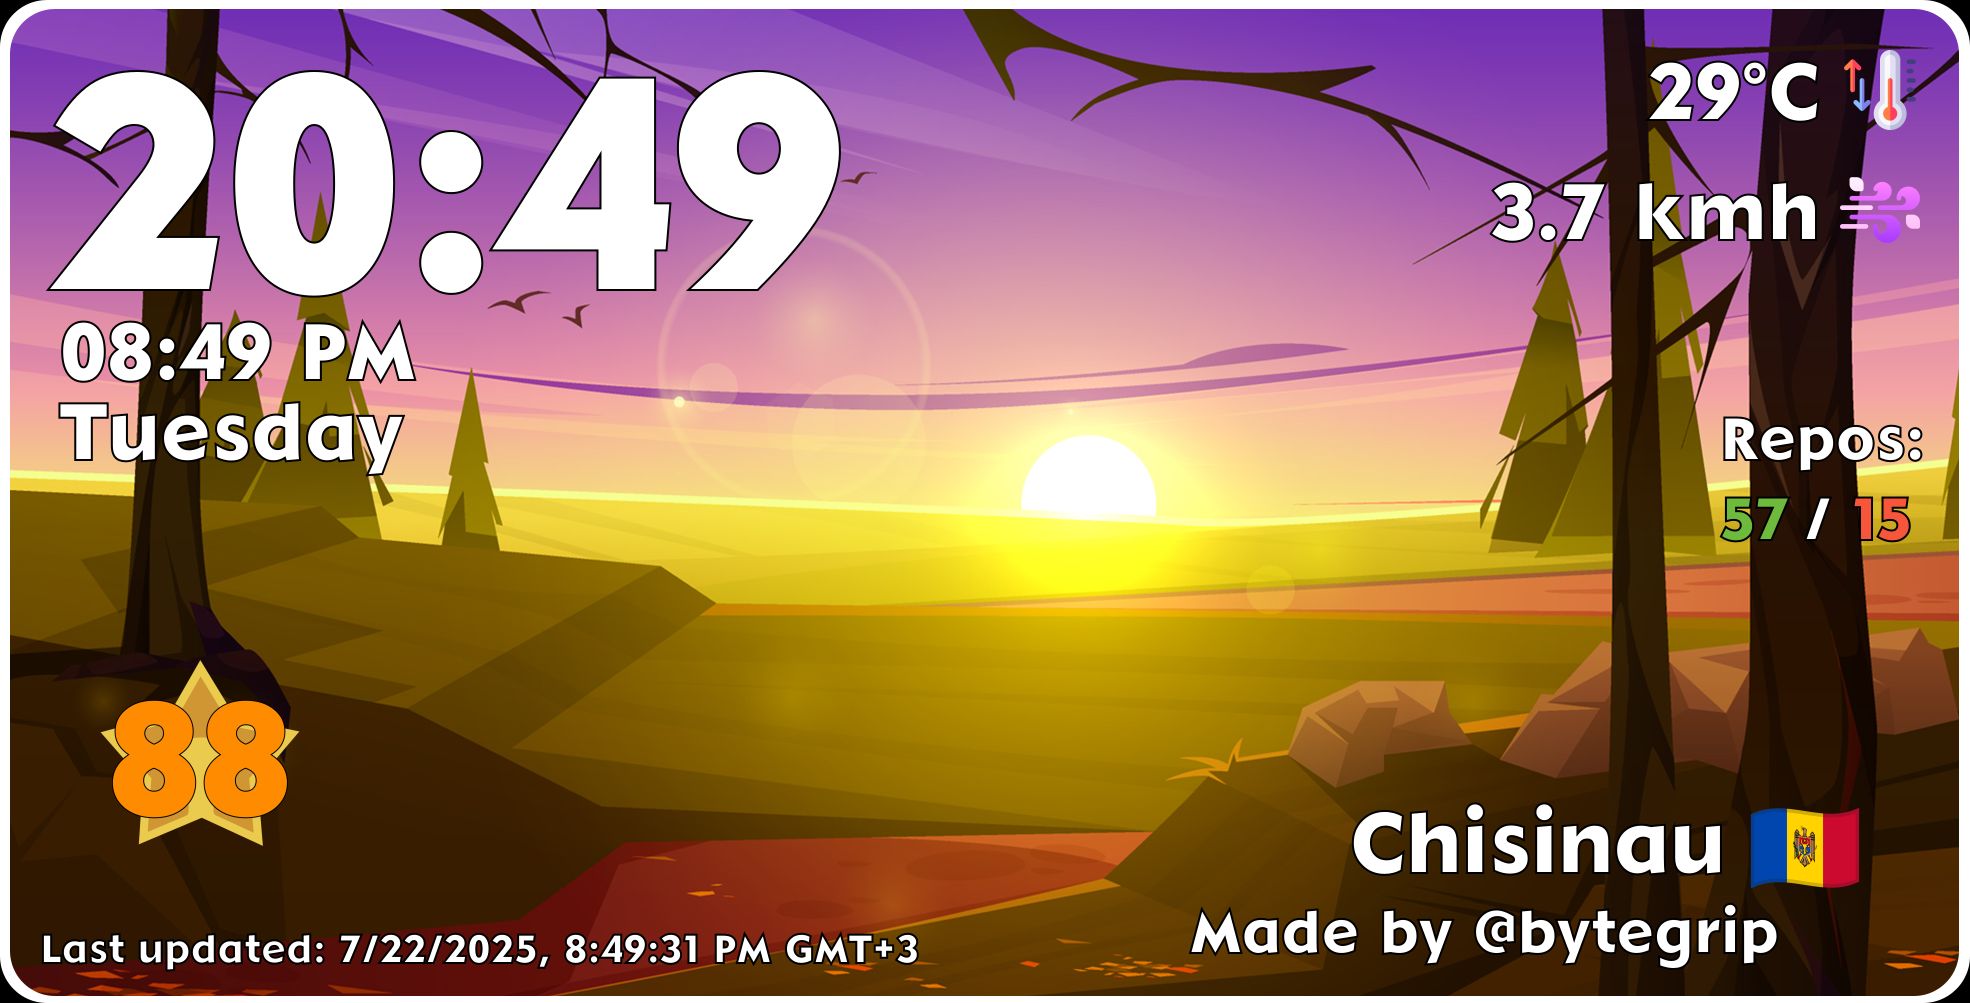 20:49
08:49 PM
Tuesday
29°C
3.7 kmh
Repos:
57 / 15
88
Chisinau
Made by @bytegrip
Last updated: 7/22/2025, 8:49:31 PM GMT+3